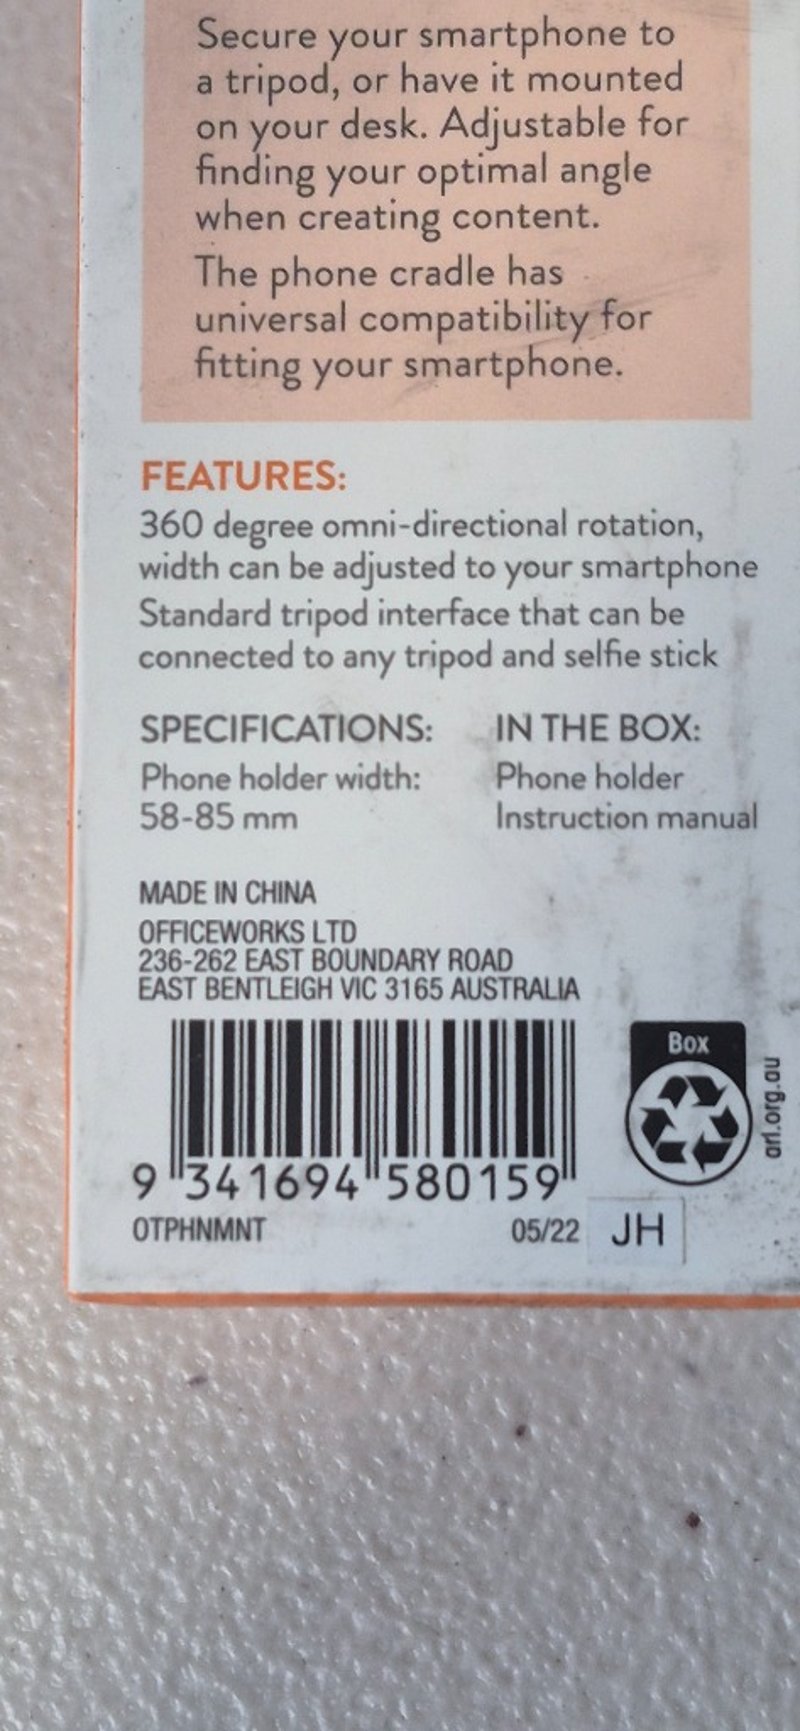 Secure your smartphone to
a tripod, or have it mounted
on your desk. Adjustable for
finding your optimal angle
when creating content.
The phone cradle has
universal compatibility for
fitting your smartphone.
FEATURES:
360 degree omni-directional rotation,
width can be adjusted to your smartphone
Standard tripod interface that can be
connected to any tripod and selfie stick
SPECIFICATIONS:
Phone holder width:
58-85 mm
IN THE BOX:
Phone holder
Instruction manual
MADE IN CHINA
OFFICEWORKS LTD
236-262 EAST BOUNDARY ROAD
EAST BENTLEIGH VIC 3165 AUSTRALIA
9 341694 580159
OTPHNMNT
05/22
JH
Box
arl.org.au